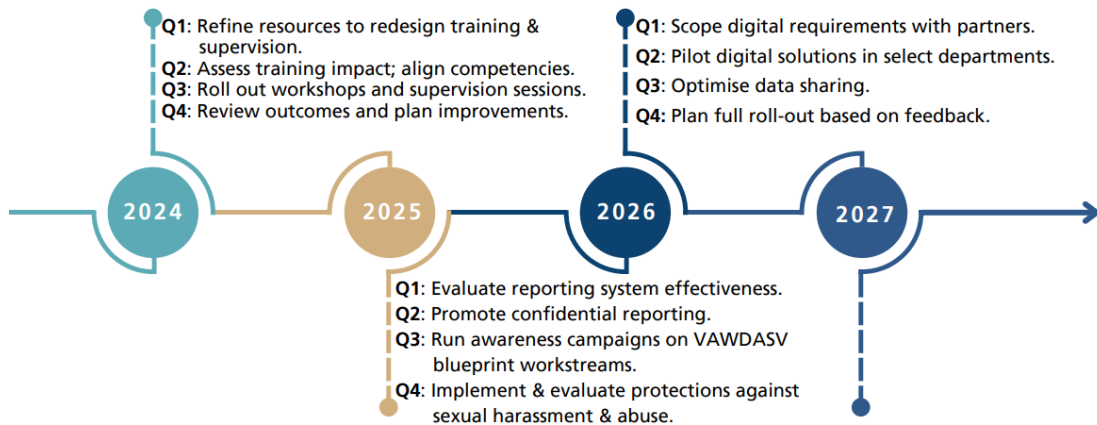 Q1: Refine resources to redesign training &
supervision.
Q2: Assess training impact; align competencies.
Q3: Roll out workshops and supervision sessions.
Q4: Review outcomes and plan improvements.
Q1: Scope digital requirements with partners.
Q2: Pilot digital solutions in select departments.
Q3: Optimise data sharing.
Q4: Plan full roll-out based on feedback.
2024
2025
2026
2027
Q1: Evaluate reporting system effectiveness.
Q2: Promote confidential reporting.
Q3: Run awareness campaigns on VAWDASV
blueprint workstreams.
Q4: Implement & evaluate protections against
sexual harassment & abuse.